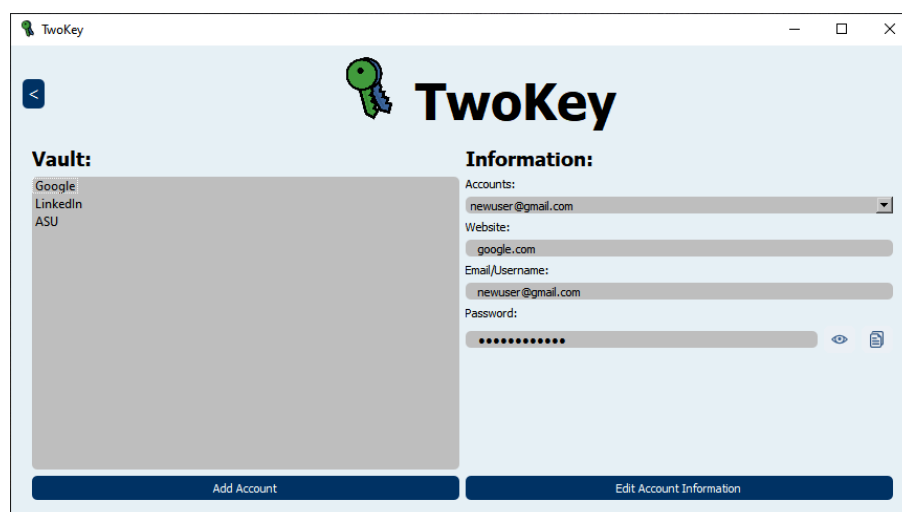 TwoKey
<
TwoKey
Vault:
Google
LinkedIn
ASU
Add Account
Information:
Accounts:
newuser@gmail.com
Website:
google.com
Email/Username:
newuser@gmail.com
Password:
●●●●●●●●●●●●
Edit Account Information